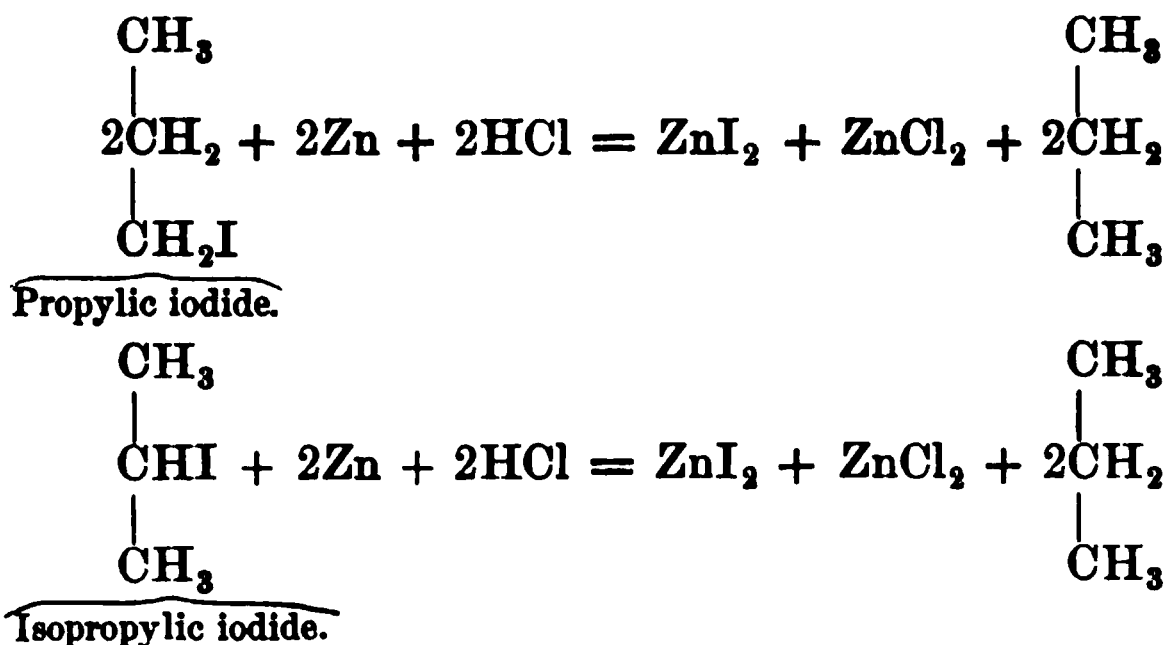 CH₃ CH₃
2CH₂ + 2Zn + 2HCl = ZnI₂ + ZnCl₂ + 2CH₂
CH₂I CH₃
Propylic iodide.
CH₃ CH₃
CHI + 2Zn + 2HCl = ZnI₂ + ZnCl₂ + 2CH₂
CH₃ CH₃
Isopropylic iodide.